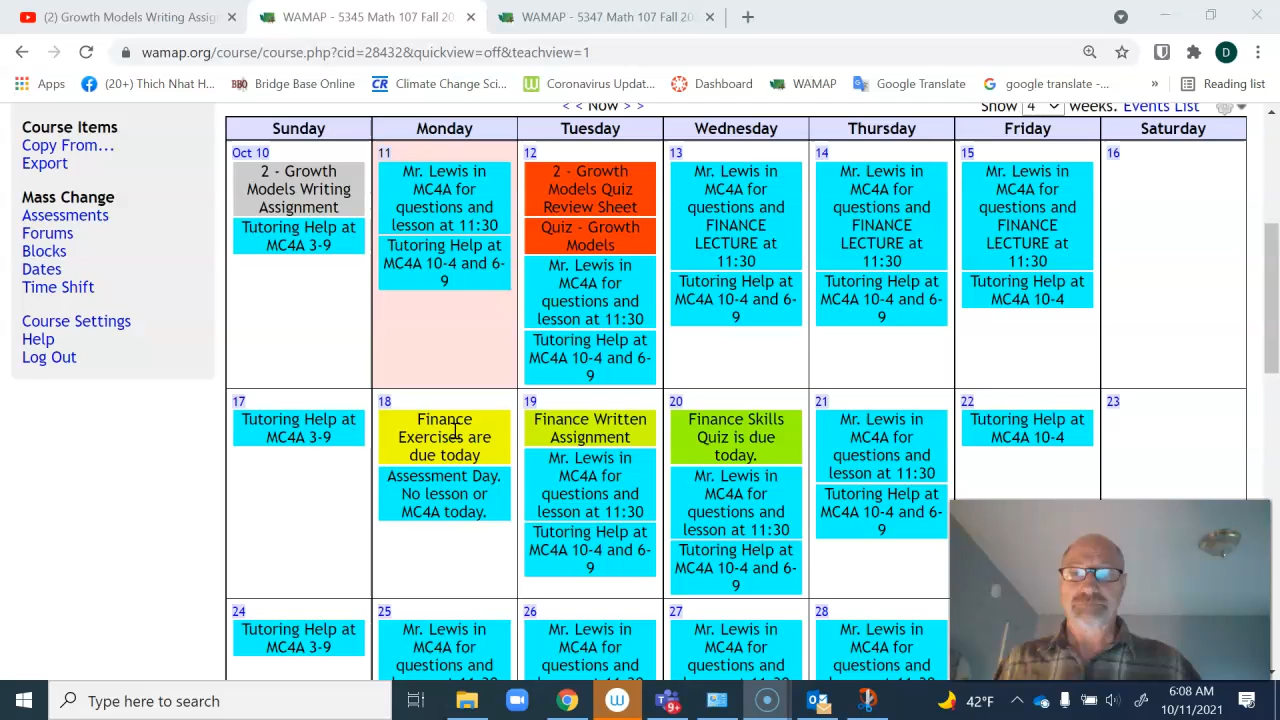 (2) Growth Models Writing Assig
WAMAP - 5345 Math 107 Fall 20
WAMAP - 5347 Math 107 Fall 20
wamap.org/course/course.php?cid=28432&quickview=off&teachview=1
D
Apps
(20+) Thich Nhat H...
Bridge Base Online
CR Climate Change Sci...
Coronavirus Updat...
Dashboard
WAMAP
Google Translate
google translate -...
»
Reading list
< < Now > >
Show 4 weeks. Events List
Course Items
Copy From...
Export
Mass Change
Assessments
Forums
Blocks
Dates
Time Shift
Course Settings
Help
Log Out
Sunday Monday Tuesday Wednesday Thursday Friday Saturday
Oct 10
2 - Growth
Models Writing
Assignment
Tutoring Help at
MC4A 3-9
11
Mr. Lewis in
MC4A for
questions and
lesson at 11:30
Tutoring Help at
MC4A 10-4 and 6-
9
12
2 - Growth
Models Quiz
Review Sheet
Quiz - Growth
Models
Mr. Lewis in
MC4A for
questions and
lesson at 11:30
Tutoring Help at
MC4A 10-4 and 6-
9
13
Mr. Lewis in
MC4A for
questions and
FINANCE
LECTURE at
11:30
Tutoring Help at
MC4A 10-4 and 6-
9
14
Mr. Lewis in
MC4A for
questions and
FINANCE
LECTURE at
11:30
Tutoring Help at
MC4A 10-4 and 6-
9
15
Mr. Lewis in
MC4A for
questions and
FINANCE
LECTURE at
11:30
Tutoring Help at
MC4A 10-4
16
17
Tutoring Help at
MC4A 3-9
18
Finance
Exercises are
due today
Assessment Day.
No lesson or
MC4A today.
19
Finance Written
Assignment
Mr. Lewis in
MC4A for
questions and
lesson at 11:30
Tutoring Help at
MC4A 10-4 and 6-
9
20
Finance Skills
Quiz is due
today.
Mr. Lewis in
MC4A for
questions and
lesson at 11:30
Tutoring Help at
MC4A 10-4 and 6-
9
21
Mr. Lewis in
MC4A for
questions and
lesson at 11:30
Tutoring Help at
MC4A 10-4 and 6-
9
22
Tutoring Help at
MC4A 10-4
23
24
Tutoring Help at
MC4A 3-9
25
Mr. Lewis in
MC4A for
questions and
26
Mr. Lewis in
MC4A for
questions and
27
Mr. Lewis in
MC4A for
questions and
28
Mr. Lewis in
MC4A for
questions and
Type here to search
42°F
6:08 AM
10/11/2021